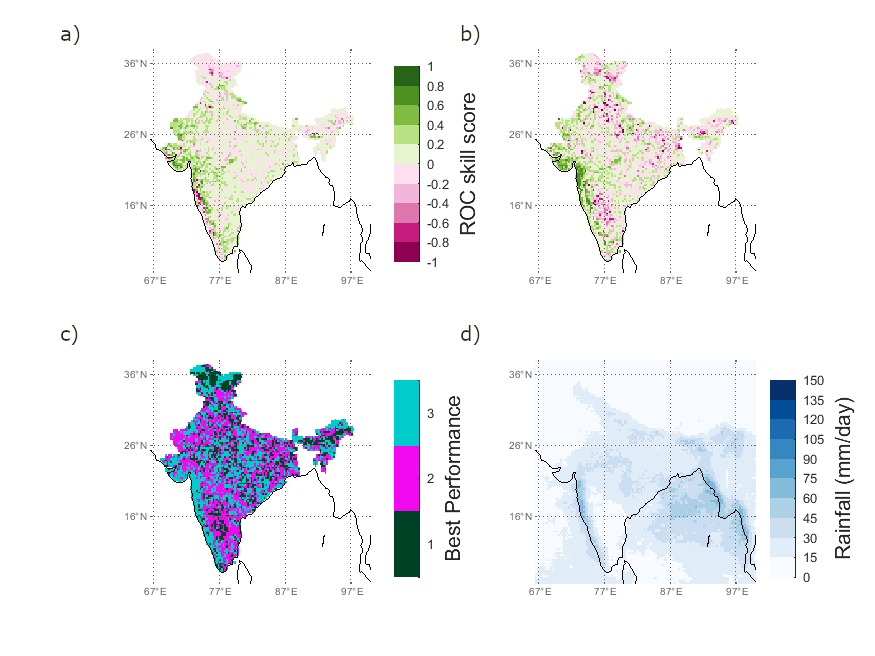 a)
b)
36°N
26°N
16°N
67°E
77°E
87°E
97°E
1
0.8
0.6
0.4
0.2
0
-0.2
-0.4
-0.6
-0.8
-1
ROC skill score
36°N
26°N
16°N
67°E
77°E
87°E
97°E
c)
d)
36°N
26°N
16°N
67°E
77°E
87°E
97°E
3
2
1
Best Performance
36°N
26°N
16°N
67°E
77°E
87°E
97°E
150
135
120
105
90
75
60
45
30
15
0
Rainfall (mm/day)